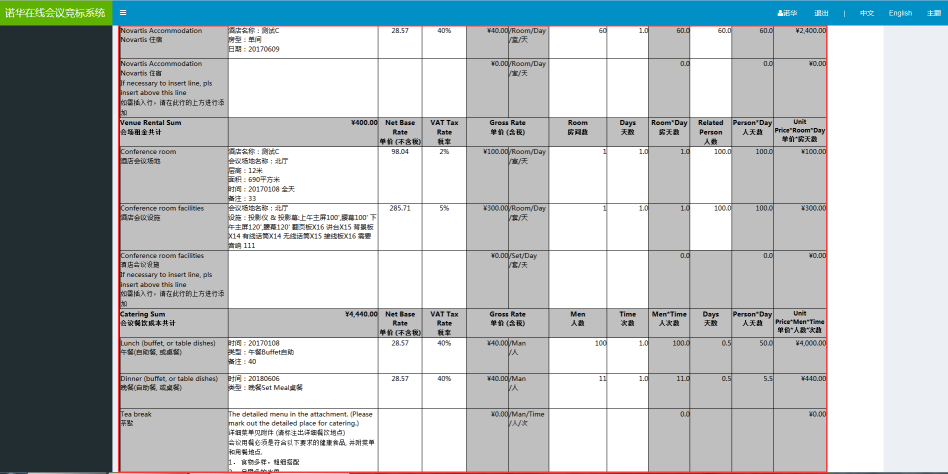 诺华在线会议竞标系统 ≡ 诺华 退出 | 中文 English 主题
Novartis Accommodation 酒店名称：测试C 28.57 40% ¥40.00/Room/Day 60 1.0 60.0 60.0 60.0 ¥2,400.00
Novartis 住宿 房型：单间 /室/天
日期：20170609
Novartis Accommodation ¥0.00/Room/Day 0.0 0.0 ¥0.00
Novartis 住宿 /室/天
If necessary to insert line, pls
insert above this line
如需插入行，请在此行的上方进行添
加
Venue Rental Sum ¥400.00 Net Base VAT Tax Gross Rate Room Days Room*Day Related Person*Day Unit
会场租金共计 Rate Rate 单价 (含税) 房间数 天数 房天数 Person 人天数 Price*Room*Day
单价 (不含税) 税率 人数 单价*房天数
Conference room 酒店名称：测试C 98.04 2% ¥100.00/Room/Day 1 1.0 1.0 100.0 100.0 ¥100.00
酒店会议场地 会议场地名称：北厅 /室/天
层高：12米
面积：690平方米
时间：20170108 全天
备注：33
Conference room facilities 会议场地名称：北厅 285.71 5% ¥300.00/Room/Day 1 1.0 1.0 100.0 100.0 ¥300.00
酒店会议设施 设施：投影仪 & 投影幕:上午主屏100',腰幕100' 下 /室/天
午主屏120',腰幕120' 翻页板X16 讲台X15 背景板
X14 有线话筒X14 无线话筒X15 接线板X16 需要
音响 111
Conference room facilities ¥0.00/Set/Day 0.0 0.0 ¥0.00
酒店会议设施 /套/天
If necessary to insert line, pls
insert above this line
如需插入行，请在此行的上方进行添
加
Catering Sum ¥4,440.00 Net Base VAT Tax Gross Rate Men Time Men*Time Days Person*Day Unit
会议餐饮成本共计 Rate Rate 单价 (含税) 人数 次数 人次数 天数 人天数 Price*Men*Time
单价 (不含税) 税率 单价*人数*次数
Lunch (buffet, or table dishes) 时间：20170108 28.57 40% ¥40.00/Man 100 1.0 100.0 0.5 50.0 ¥4,000.00
午餐(自助餐, 或桌餐) 类型：午餐Buffet自助 /人
备注：40
Dinner (buffet, or table dishes) 时间：20180606 28.57 40% ¥40.00/Man 11 1.0 11.0 0.5 5.5 ¥440.00
晚餐(自助餐, 或桌餐) 类型：晚餐Set Meal桌餐 /人
Tea break The detailed menu in the attachment. (Please ¥0.00/Man/Time 0.0 ¥0.00
茶歇 mark out the detailed place for catering.) /人/次
详细菜单见附件 (请标注出详细餐饮地点)
会议用餐必须是符合以下要求的健康食品, 并附菜单
和用餐地点.
1、 食物多样，粗细搭配